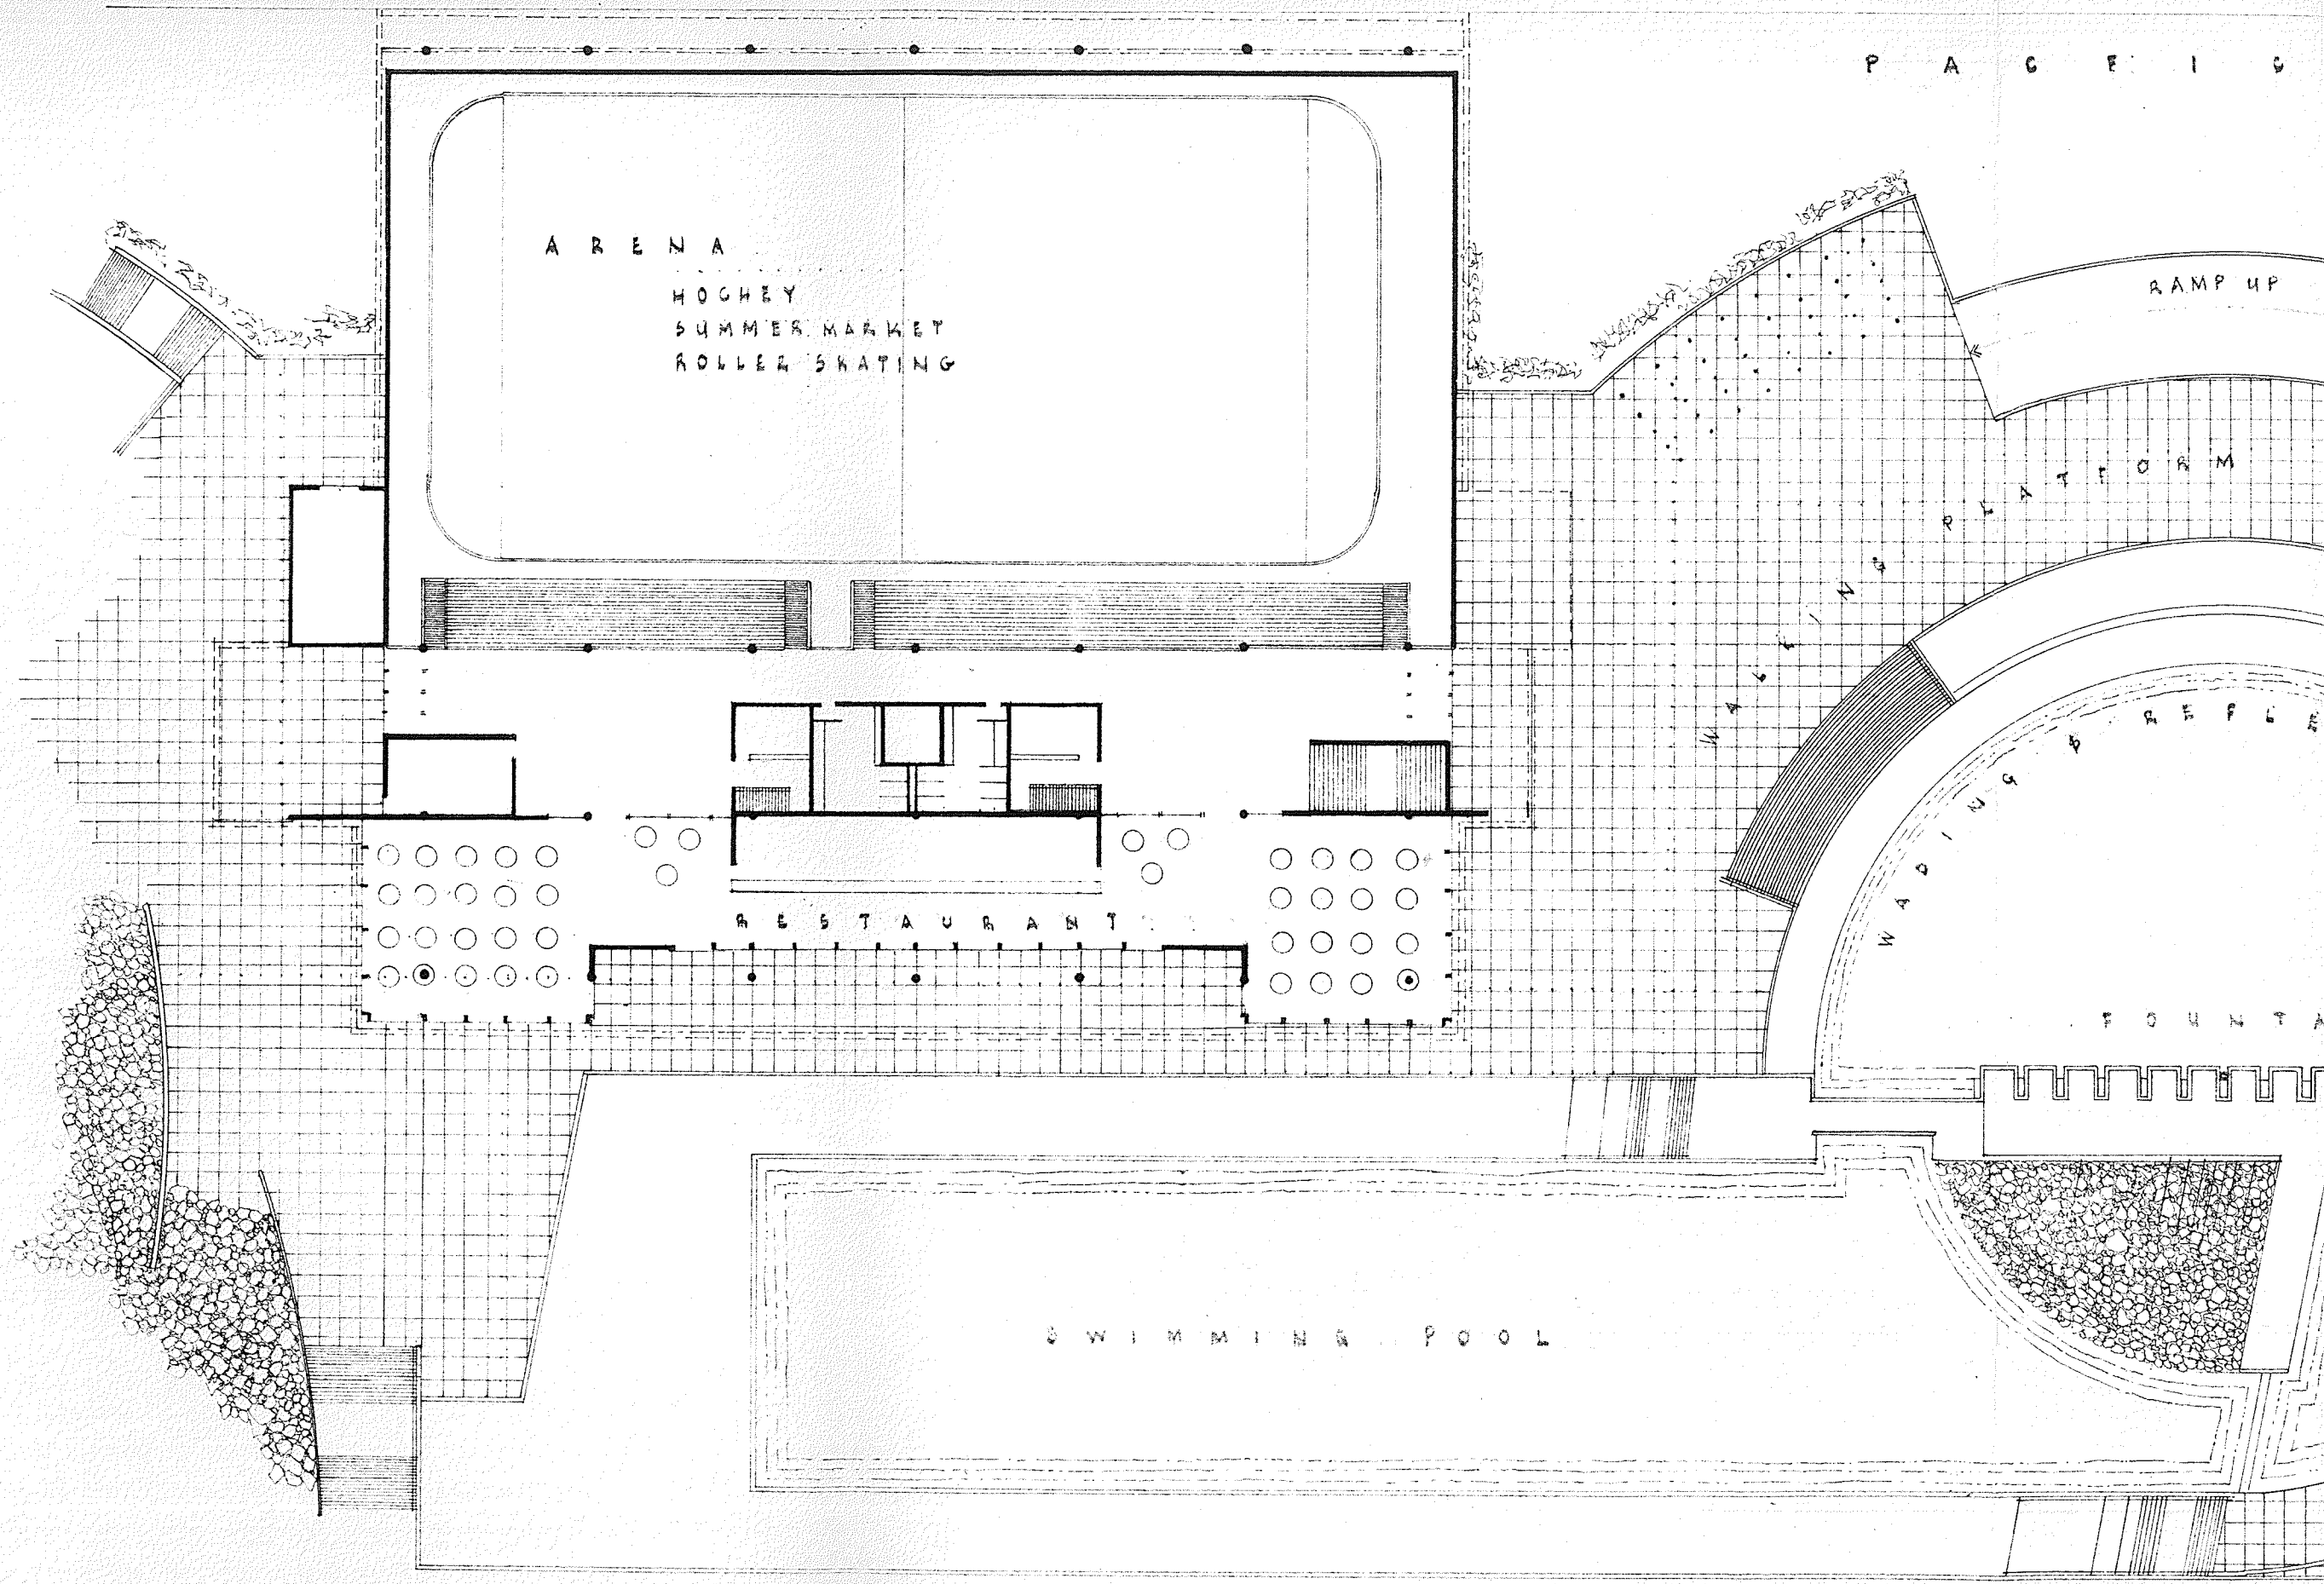 PACIFIC
ARENA
HOCKEY
SUMMER MARKET
ROLLER SKATING
RAMP UP
WALKING PLATFORM
WADING & REFLE
RESTAURANT
FOUNTA
SWIMMING POOL